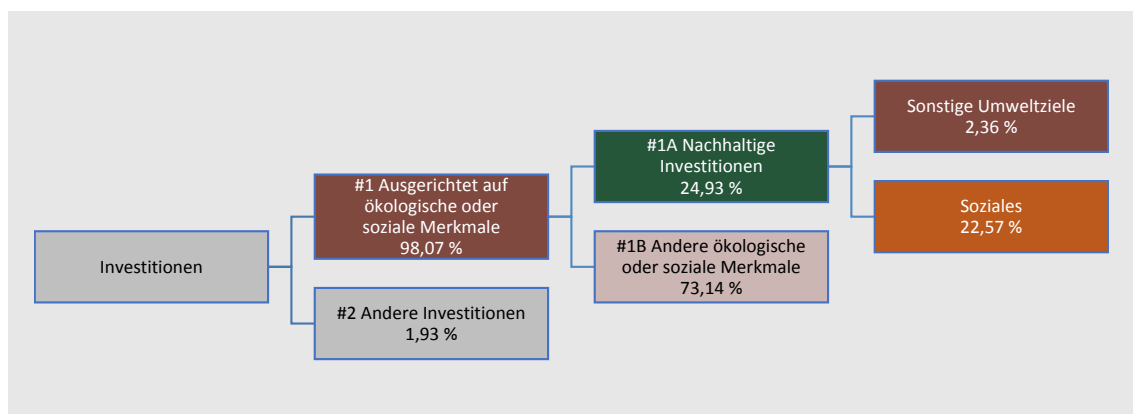 Investitionen
#1 Ausgerichtet auf
ökologische oder
soziale Merkmale
98,07 %
#2 Andere Investitionen
1,93 %
#1A Nachhaltige
Investitionen
24,93 %
#1B Andere ökologische
oder soziale Merkmale
73,14 %
Sonstige Umweltziele
2,36 %
Soziales
22,57 %